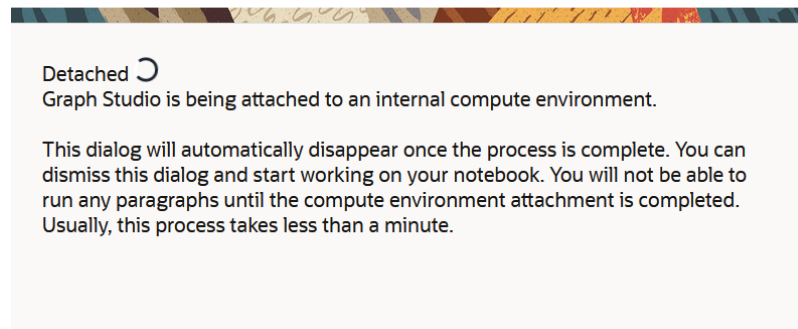 Detached
Graph Studio is being attached to an internal compute environment.
This dialog will automatically disappear once the process is complete. You can
dismiss this dialog and start working on your notebook. You will not be able to
run any paragraphs until the compute environment attachment is completed.
Usually, this process takes less than a minute.